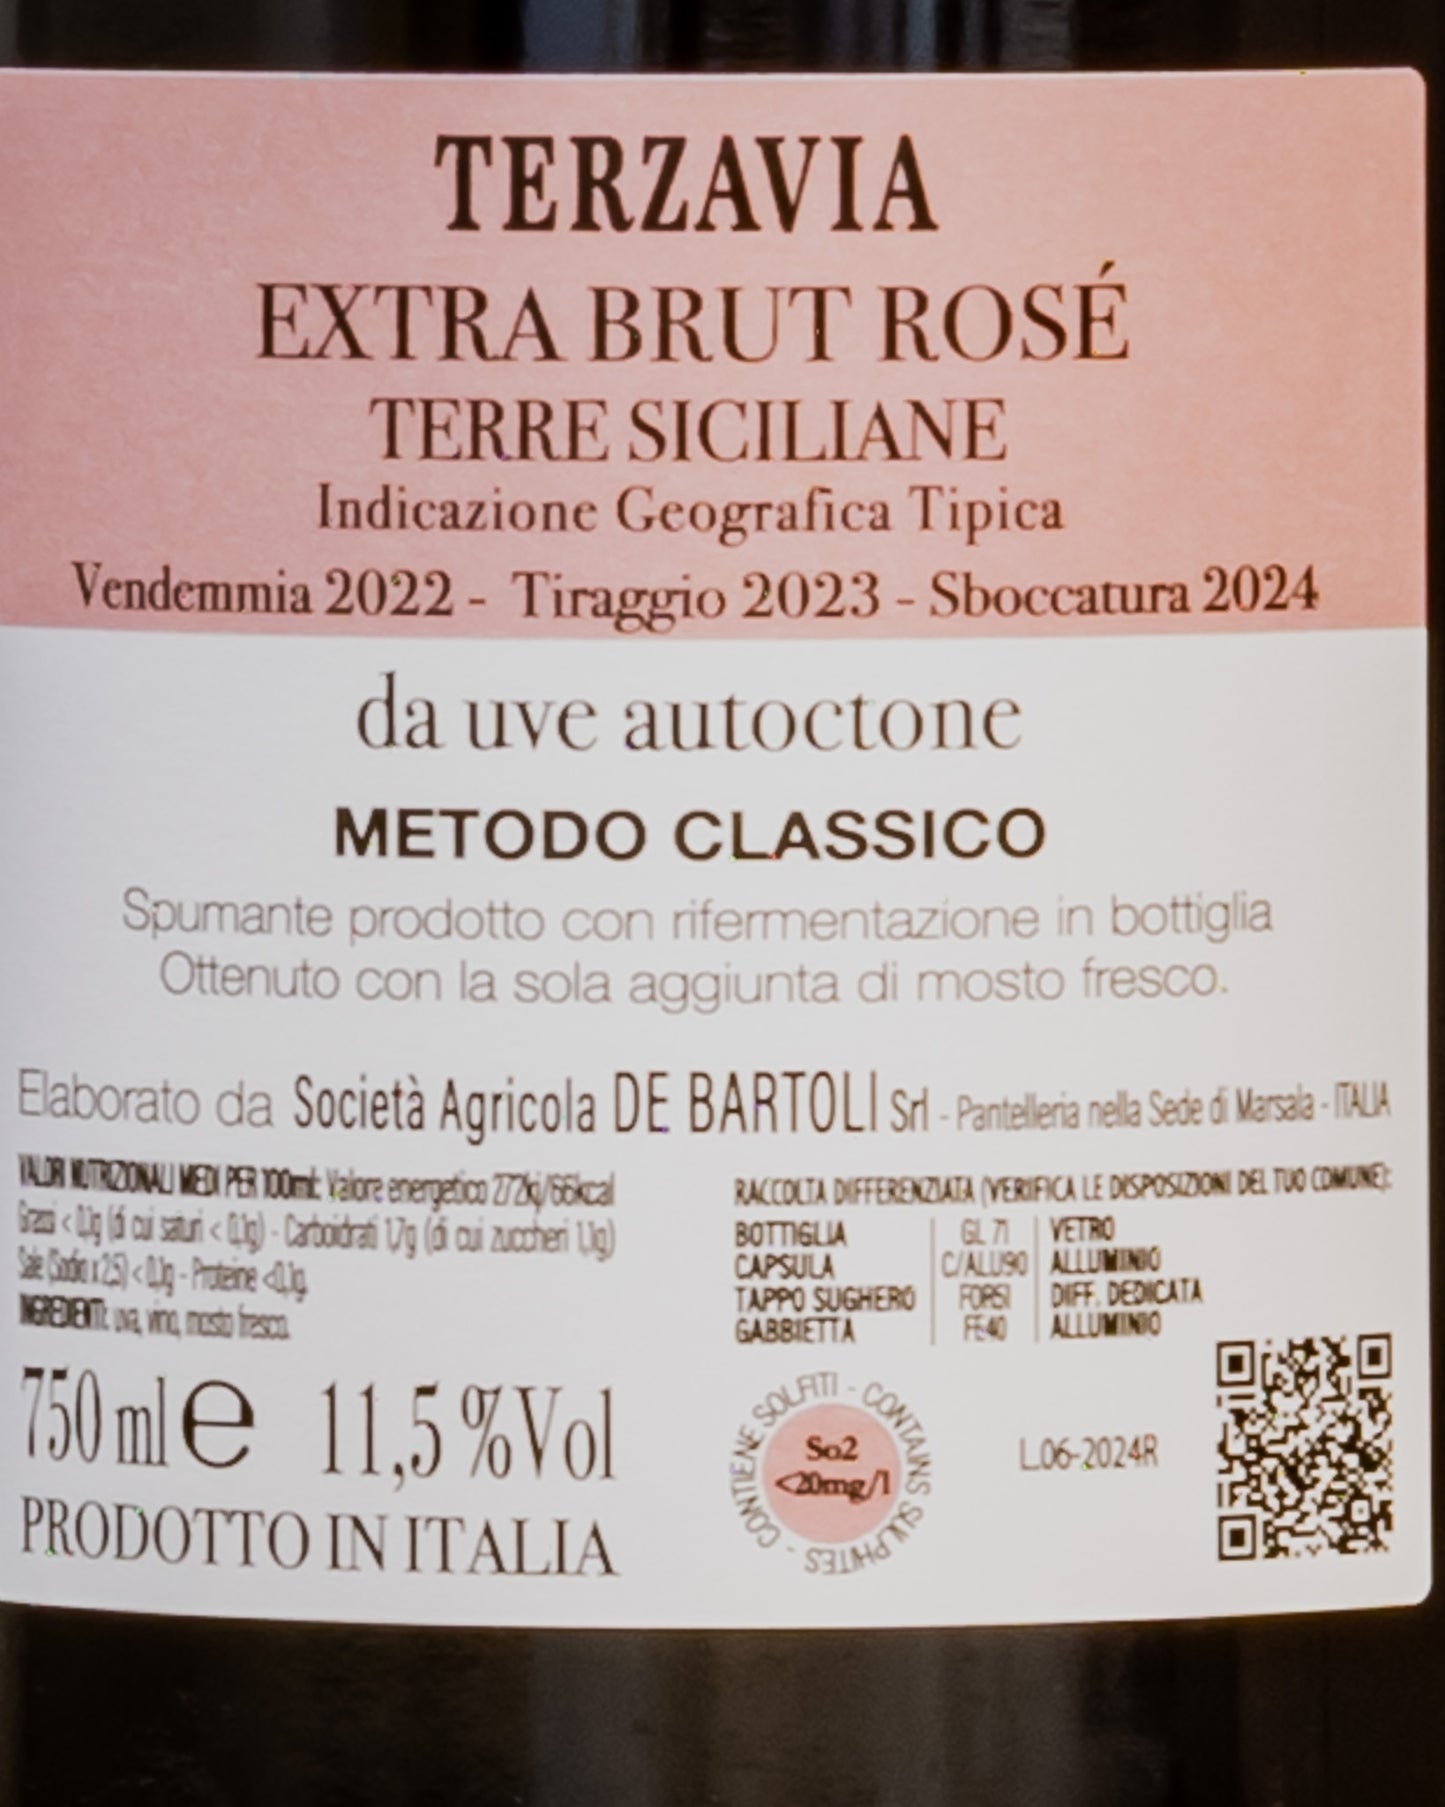 TERZAVIA
EXTRA BRUT ROSÉ
TERRE SICILIANE
Indicazione Geografica Tipica
Vendemmia 2022 - Tiraggio 2023 - Sboccatura 2024
da uve autoctone
METODO CLASSICO
Spumante prodotto con rifermentazione in bottiglia
Ottenuto con la sola aggiunta di mosto fresco.
Elaborato da Società Agricola DE BARTOLI Srl - Pantelleria nella Sede di Marsala - ITALIA
VALORI NUTRIZIONALI MEDI PER 100ml: Valore energetico 272kj/66kcal
Grassi < 0,1g (di cui saturi < 0,1g) - Carboidrati 1,7g (di cui zuccheri 1,1g)
Sale (Sodio x 2,5) < 0,1g - Proteine <0,1g.
INGREDIENTI: uva, vino, mosto fresco.
750 ml e 11,5 %Vol
PRODOTTO IN ITALIA
RACCOLTA DIFFERENZIATA (VERIFICA LE DISPOSIZIONI DEL TUO COMUNE):
BOTTIGLIA GL 71 VETRO
CAPSULA C/ALU90 ALLUMINIO
TAPPO SUGHERO FOR51 DIFF. DEDICATA
GABBIETTA FE40 ALLUMINIO
CONTIENE SOLFITI - CONTAINS SULPHITES -
So2
<20mg/l
L.06-2024R